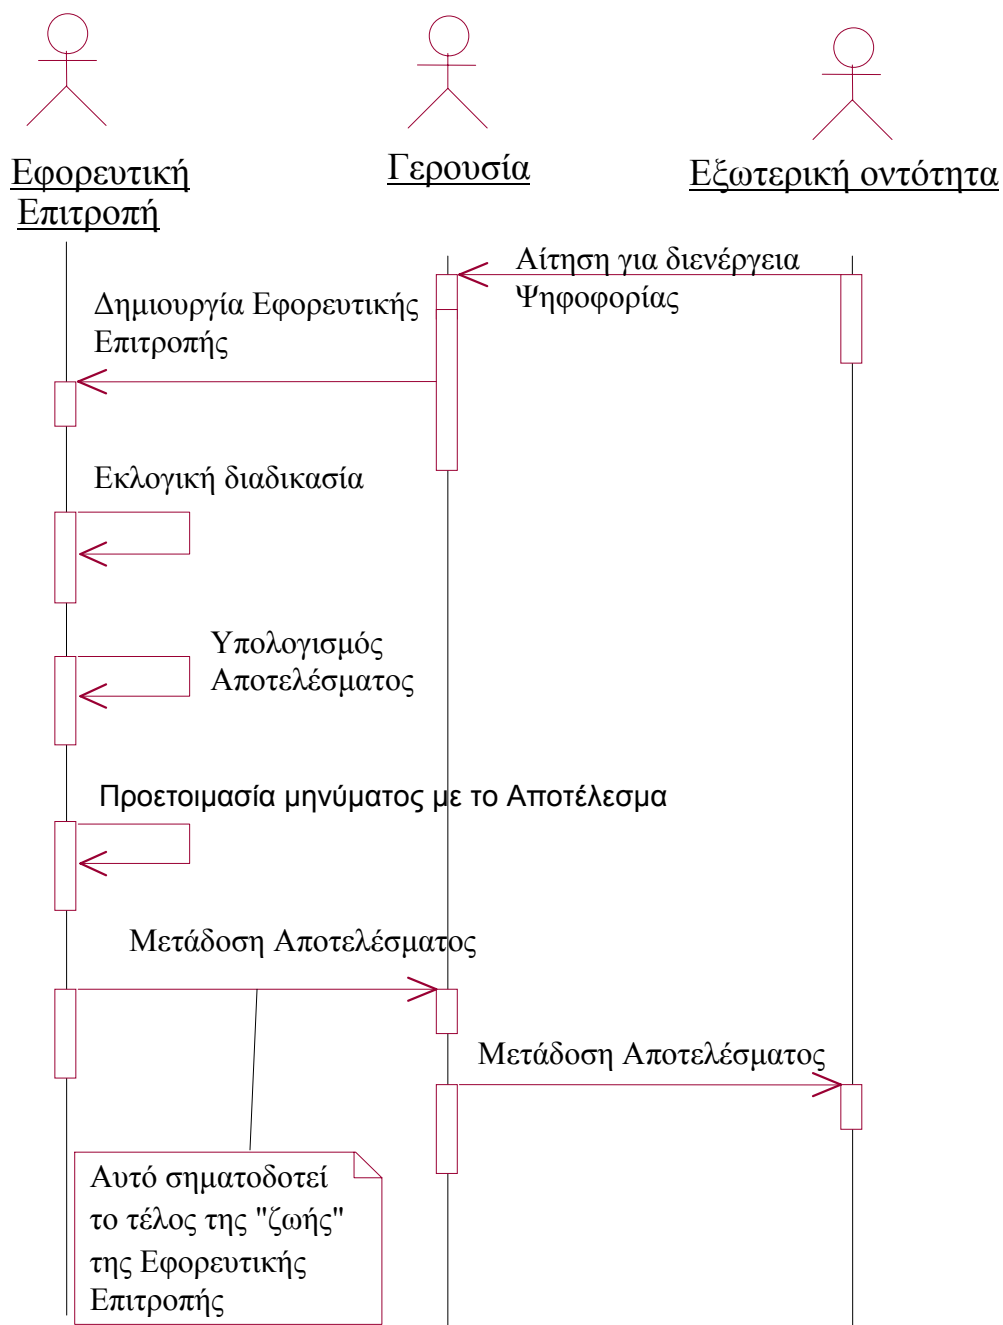 Εφορευτική
Επιτροπή
Γερουσία
Εξωτερική οντότητα
Αίτηση για διενέργεια
Ψηφοφορίας
Δημιουργία Εφορευτικής
Επιτροπής
Εκλογική διαδικασία
Υπολογισμός
Αποτελέσματος
Προετοιμασία μηνύματος με το Αποτέλεσμα
Μετάδοση Αποτελέσματος
Μετάδοση Αποτελέσματος
Αυτό σηματοδοτεί
το τέλος της "ζωής"
της Εφορευτικής
Επιτροπής